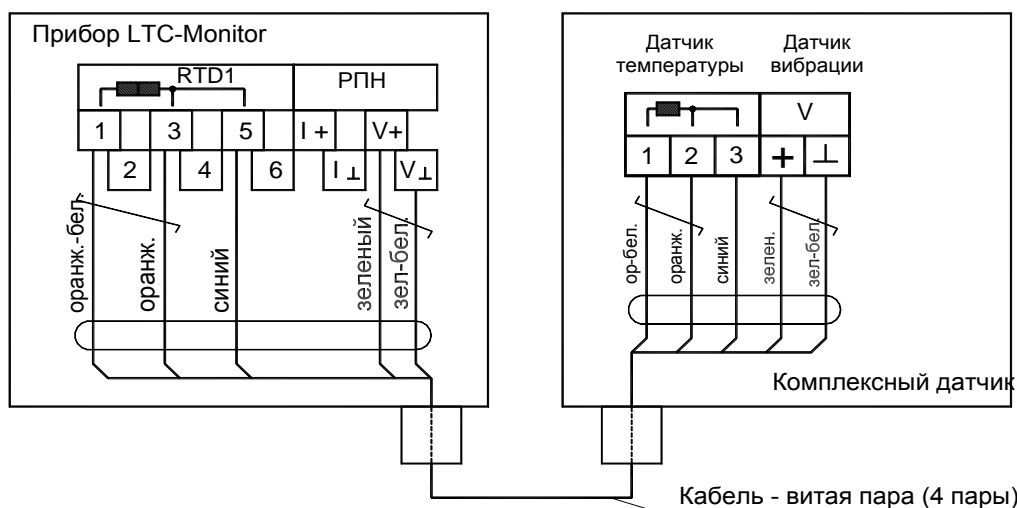 Прибор LTC-Monitor
RTD1
РПН
1
3
5
I +
V+
2
4
6
I ⊥
V⊥
оранж.-бел.
оранж.
синий
зеленый
зел-бел.
Датчик температуры
Датчик вибрации
V
1
2
3
+
⊥
ор-бел.
оранж.
синий
зелен.
зел-бел.
Комплексный датчик
Кабель - витая пара (4 пары)